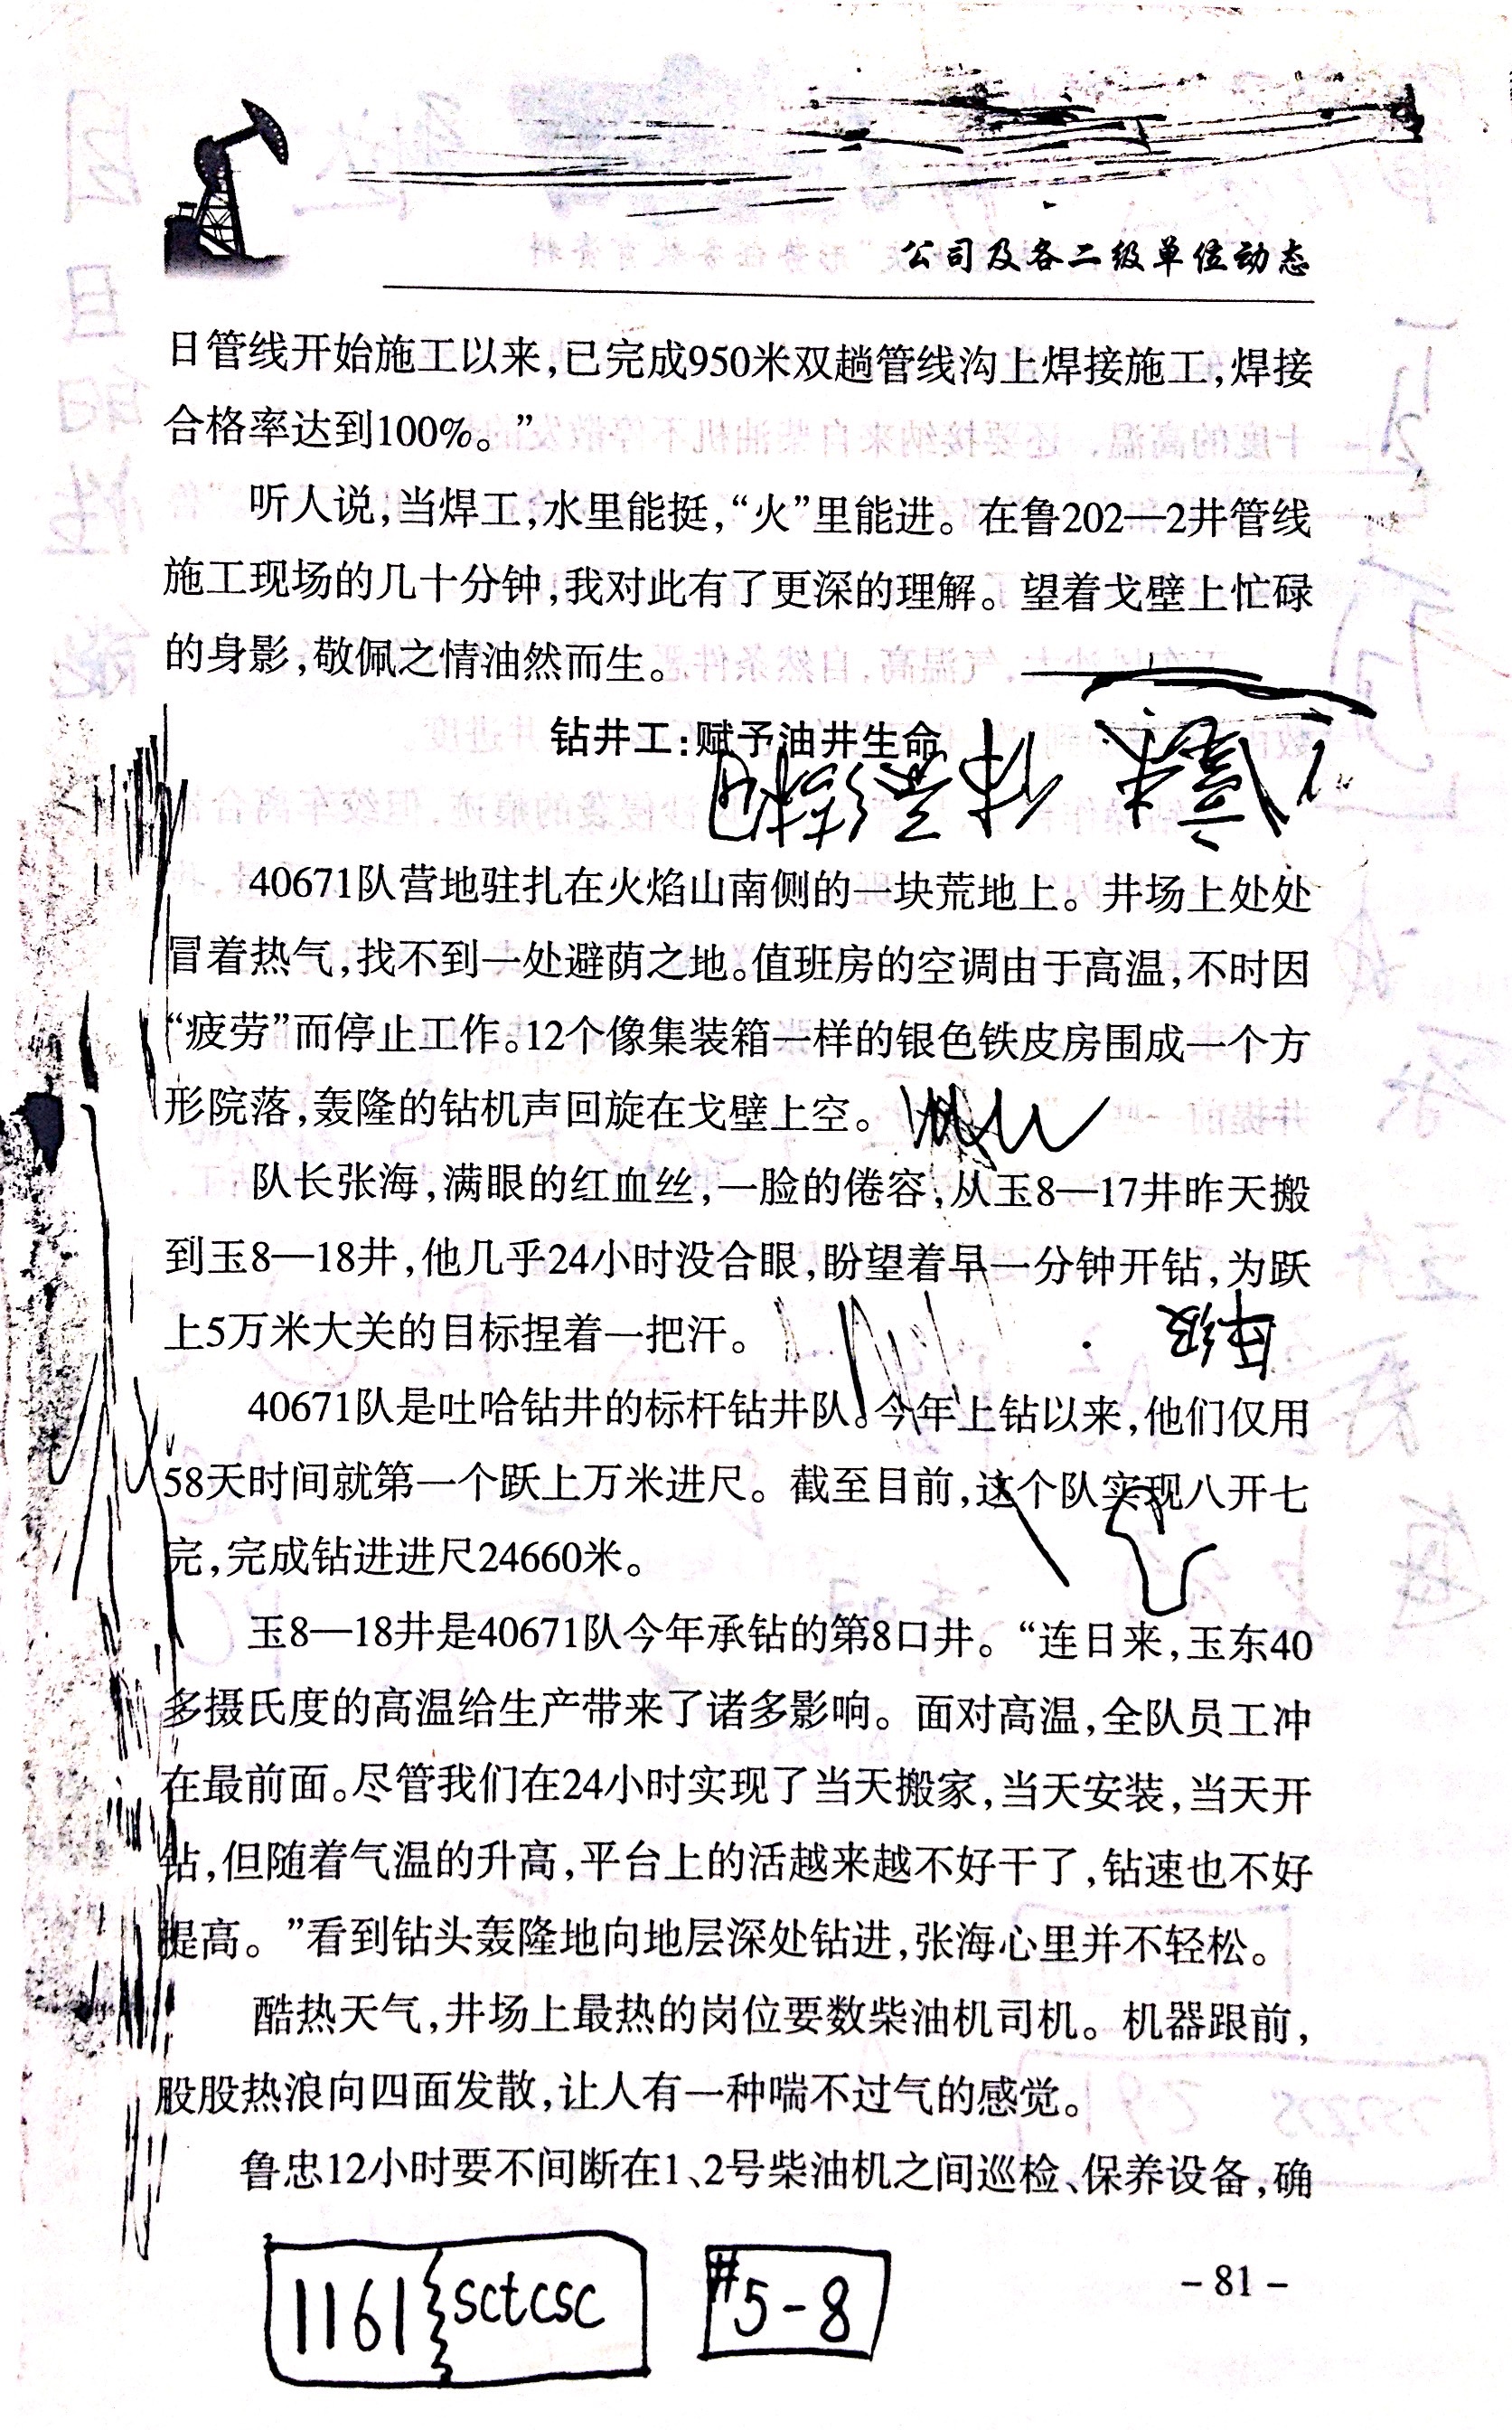 公司及各二级单位动态
日管线开始施工以来,已完成950米双趟管线沟上焊接施工,焊接
合格率达到100%。”
听人说,当焊工,水里能挺,“火”里能进。在鲁202—2井管线
施工现场的几十分钟,我对此有了更深的理解。望着戈壁上忙碌
的身影,敬佩之情油然而生。
钻井工:赋予油井生命
40671队营地驻扎在火焰山南侧的一块荒地上。井场上处处
冒着热气,找不到一处避荫之地。值班房的空调由于高温,不时因
“疲劳”而停止工作。12个像集装箱一样的银色铁皮房围成一个方
形院落,轰隆的钻机声回旋在戈壁上空。
队长张海,满眼的红血丝,一脸的倦容,从玉8—17井昨天搬
到玉8—18井,他几乎24小时没合眼,盼望着早一分钟开钻,为跃
上5万米大关的目标捏着一把汗。
40671队是吐哈钻井的标杆钻井队。今年上钻以来,他们仅用
58天时间就第一个跃上万米进尺。截至目前,这个队实现八开七
完,完成钻进进尺24660米。
玉8—18井是40671队今年承钻的第8口井。“连日来,玉东40
多摄氏度的高温给生产带来了诸多影响。面对高温,全队员工冲
在最前面。尽管我们在24小时实现了当天搬家,当天安装,当天开
钻,但随着气温的升高,平台上的活越来越不好干了,钻速也不好
提高。”看到钻头轰隆地向地层深处钻进,张海心里并不轻松。
酷热天气,井场上最热的岗位要数柴油机司机。机器跟前,
股股热浪向四面发散,让人有一种喘不过气的感觉。
鲁忠12小时要不间断在1、2号柴油机之间巡检、保养设备,确
1161 sctcsc
#5-8
- 81 -